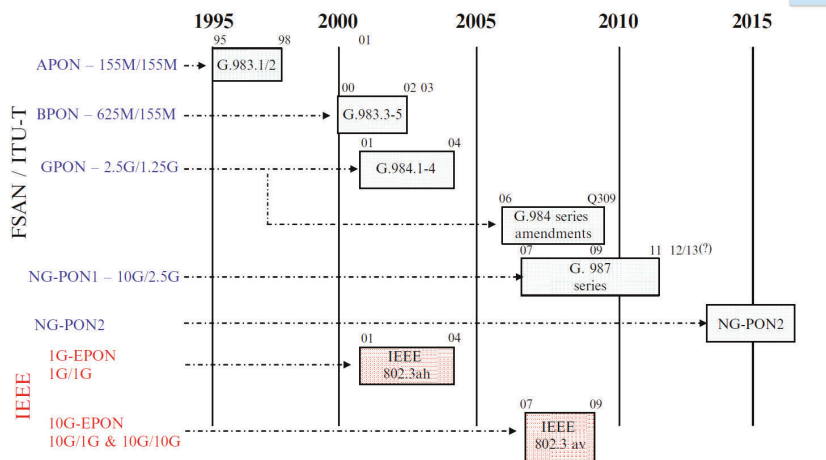 1995 2000 2005 2010 2015
95 98 01
APON – 155M/155M G.983.1/2
00 02 03
BPON – 625M/155M G.983.3-5
01 04
GPON – 2.5G/1.25G G.984.1-4
06 Q309
G.984 series
amendments
07 09 11 12/13(?)
NG-PON1 – 10G/2.5G G. 987
series
NG-PON2 NG-PON2
FSAN / ITU-T
01 04
1G-EPON IEEE
1G/1G 802.3ah
07 09
10G-EPON IEEE
10G/1G & 10G/10G 802.3 av
IEEE